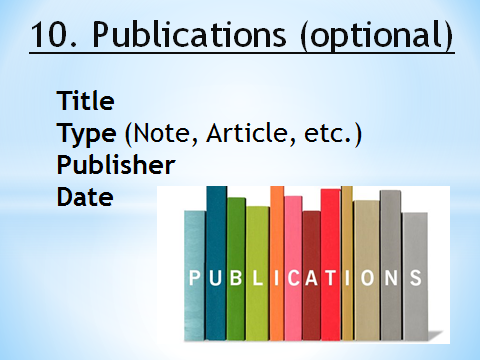 10. Publications (optional)
Title
Type (Note, Article, etc.)
Publisher
Date
PUBLICATIONS